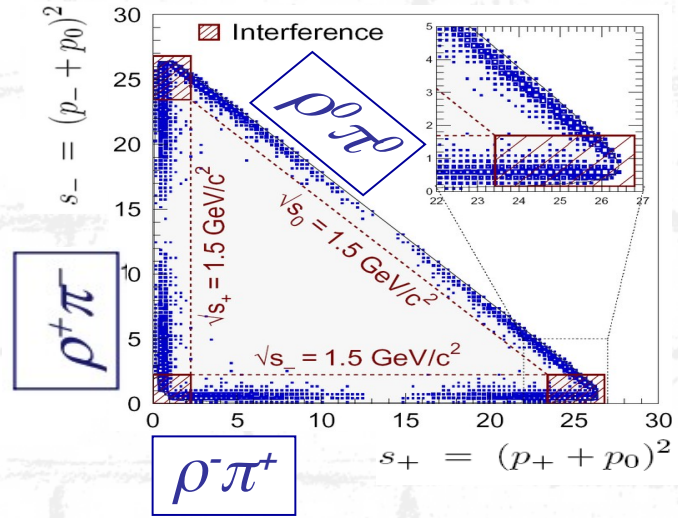 s₋ = (p₋ + p₀)²
ρ⁺π⁻
30
25
20
15
10
5
0
Interference
ρ⁰π⁰
√s₊ = 1.5 GeV/c²
√s₀ = 1.5 GeV/c²
√s₋ = 1.5 GeV/c²
5
4
3
2
1
0
22 23 24 25 26 27
0 5 10 15 20 25 30
ρ⁻π⁺
s₊ = (p₊ + p₀)²